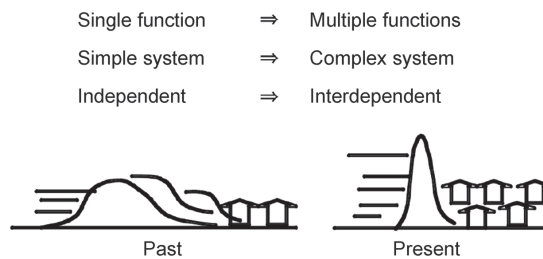 Single function ⇒ Multiple functions
Simple system ⇒ Complex system
Independent ⇒ Interdependent
Past Present